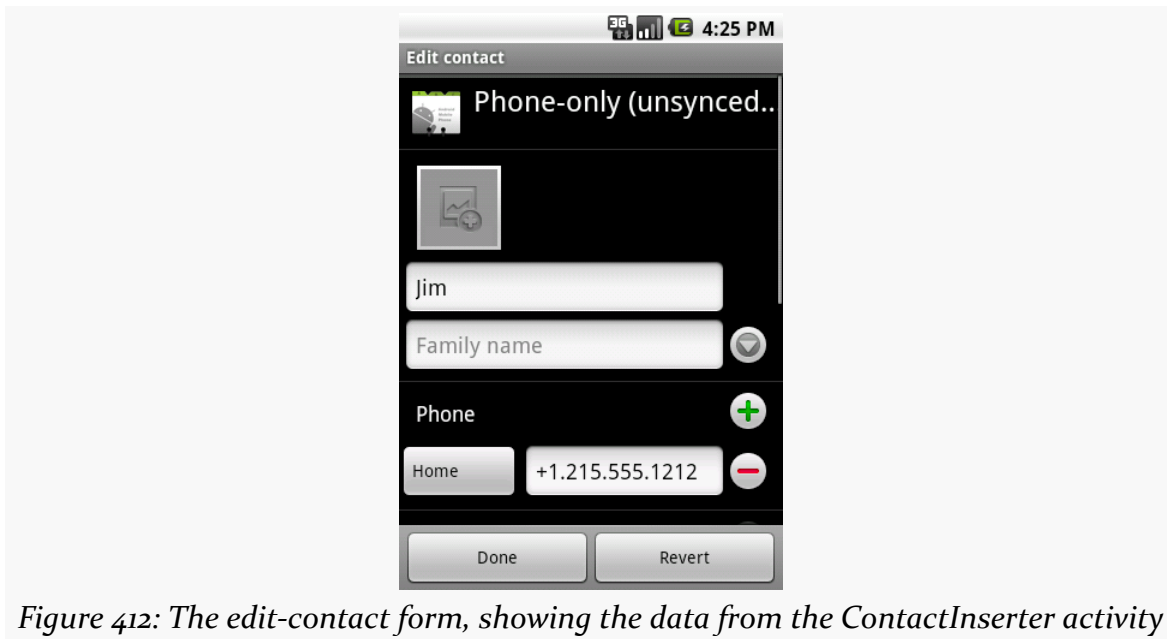 3G 4:25 PM
Edit contact
Phone-only (unsynced..
Jim
Family name
Phone
Home +1.215.555.1212
Done Revert
Figure 412: The edit-contact form, showing the data from the ContactInserter activity